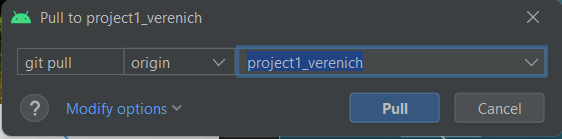 Pull to project1_verenich
git pull origin project1_verenich
? Modify options Pull Cancel